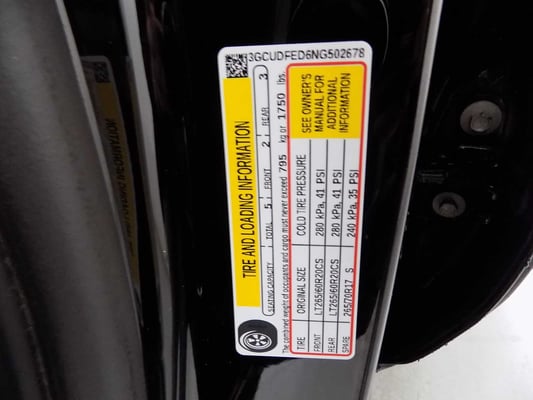 3GCUDFED6NG502678
TIRE AND LOADING INFORMATION
SEATING CAPACITY TOTAL 5 FRONT 2 REAR 3
The combined weight of occupants and cargo must never exceed 795 kg or 1750 lbs.
TIRE ORIGINAL SIZE COLD TIRE PRESSURE
FRONT LT265/60R20CS 280 kPa, 41 PSI
REAR LT265/60R20CS 280 kPa, 41 PSI
SPARE 265/70R17 S 240 kPa, 35 PSI
SEE OWNER'S
MANUAL FOR
ADDITIONAL
INFORMATION